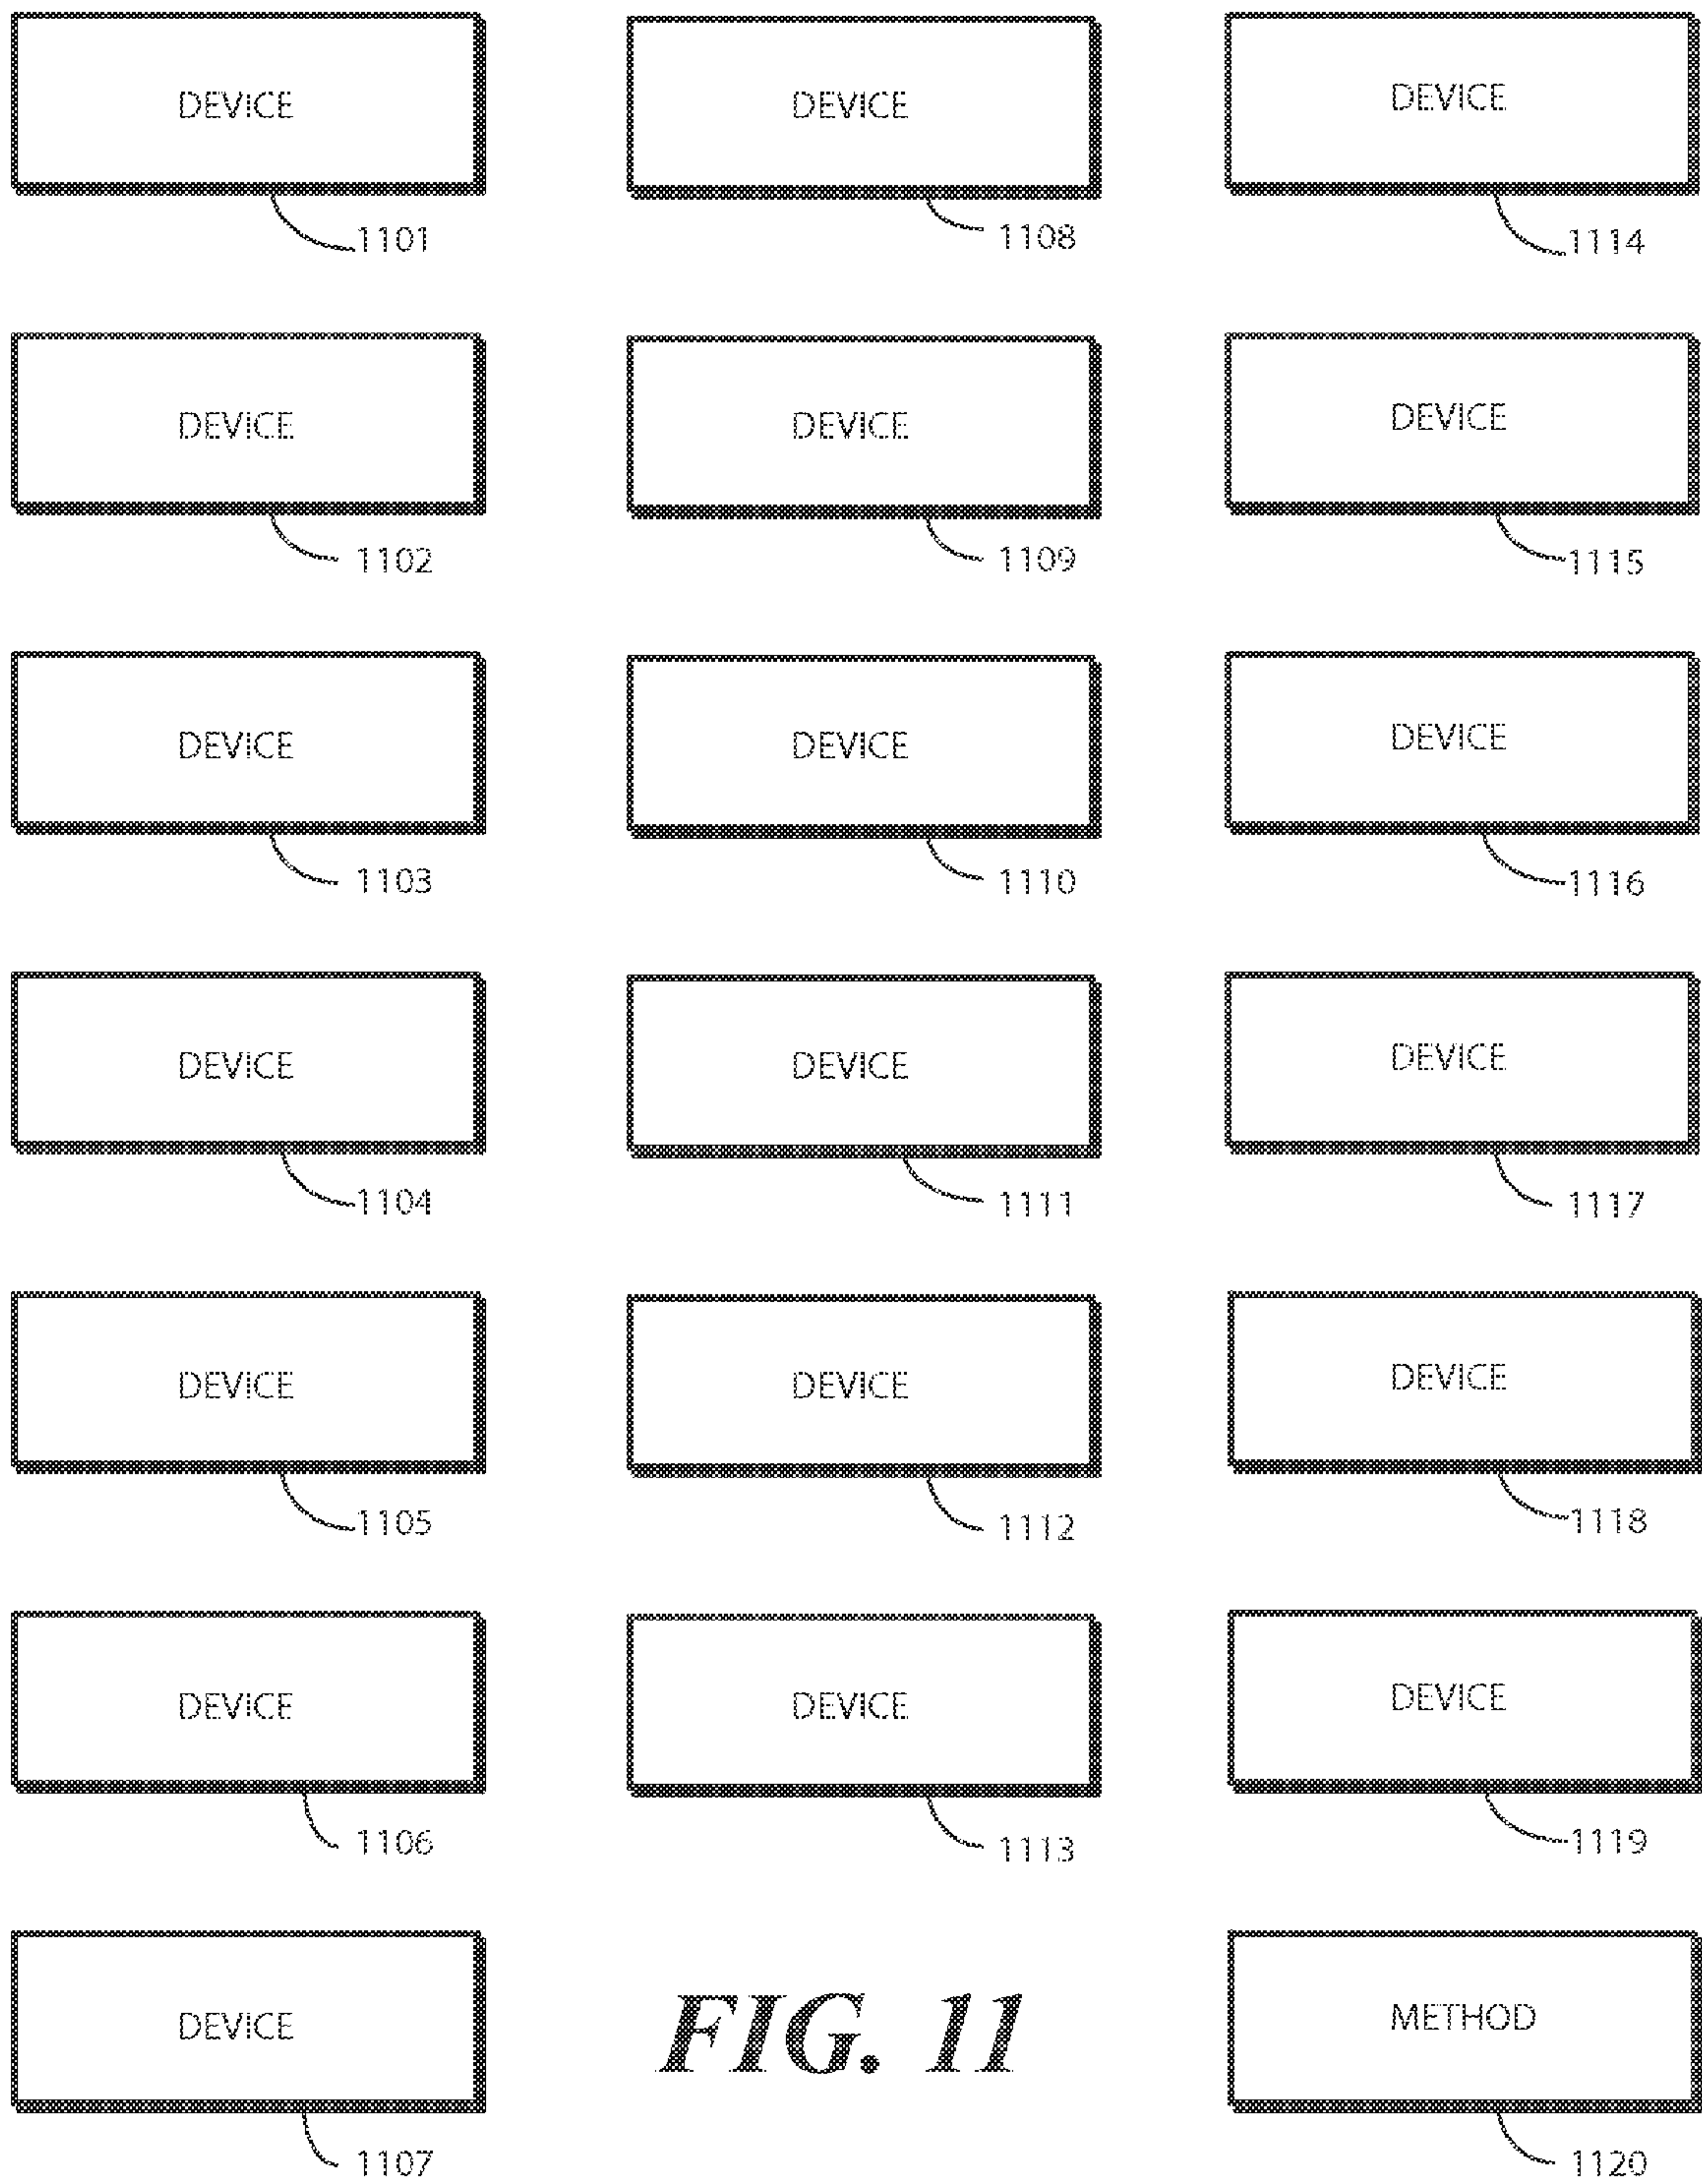 DEVICE
1101
DEVICE
1102
DEVICE
1103
DEVICE
1104
DEVICE
1105
DEVICE
1106
DEVICE
1107
DEVICE
1108
DEVICE
1109
DEVICE
1110
DEVICE
1111
DEVICE
1112
DEVICE
1113
FIG. 11
DEVICE
1114
DEVICE
1115
DEVICE
1116
DEVICE
1117
DEVICE
1118
DEVICE
1119
METHOD
1120